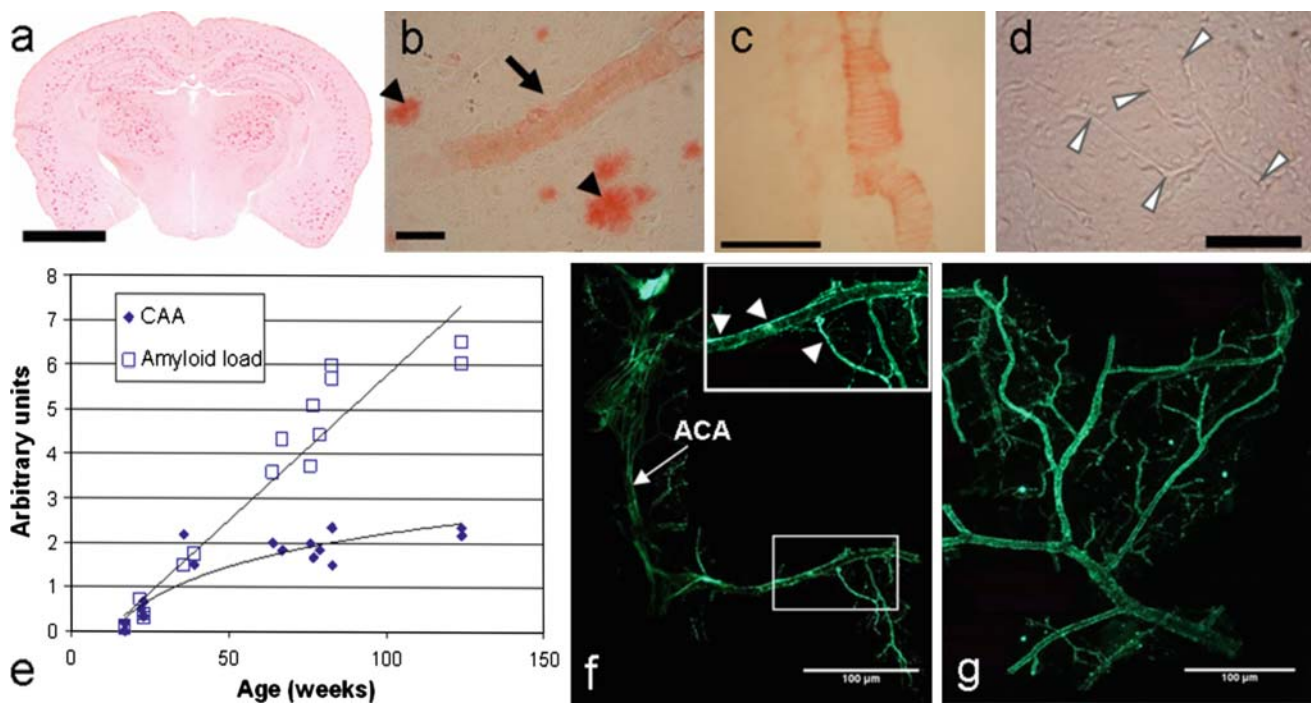 a
b
c
d
8
7
6
5
4
3
2
1
0
CAA
Amyloid load
Arbitrary units
0
50
100
150
Age (weeks)
e
ACA
100 µm
f
100 µm
g